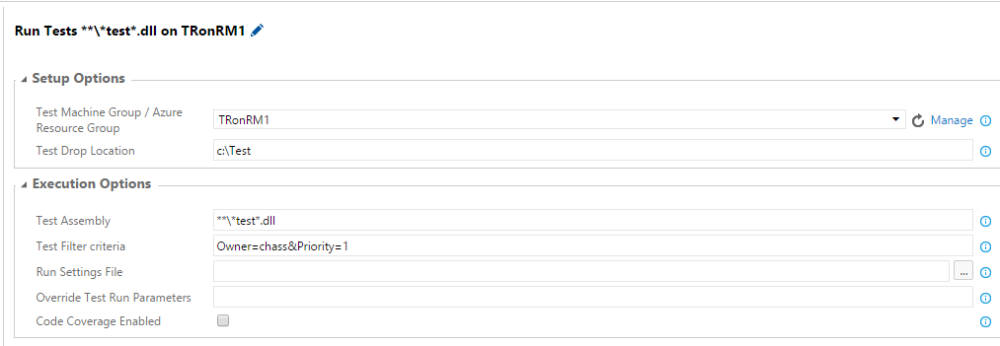 Run Tests **\*test*.dll on TRonRM1
Setup Options
Test Machine Group / Azure
Resource Group
TRonRM1
Manage
Test Drop Location
c:\Test
Execution Options
Test Assembly
**\*test*.dll
Test Filter criteria
Owner=chass&Priority=1
Run Settings File
...
Override Test Run Parameters
Code Coverage Enabled